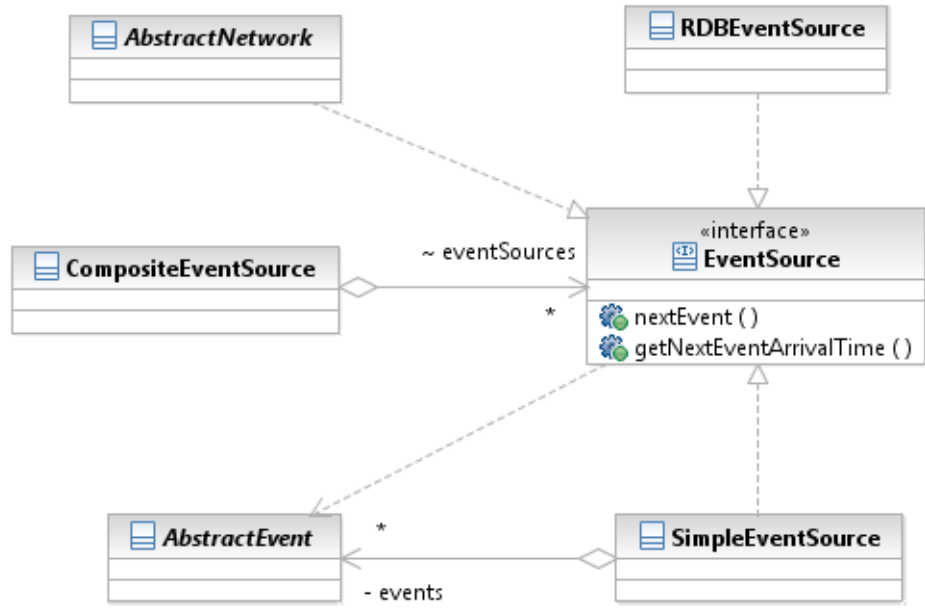 AbstractNetwork
RDBEventSource
«interface»
EventSource
~ eventSources
CompositeEventSource
*
nextEvent ( )
getNextEventArrivalTime ( )
AbstractEvent
*
SimpleEventSource
- events